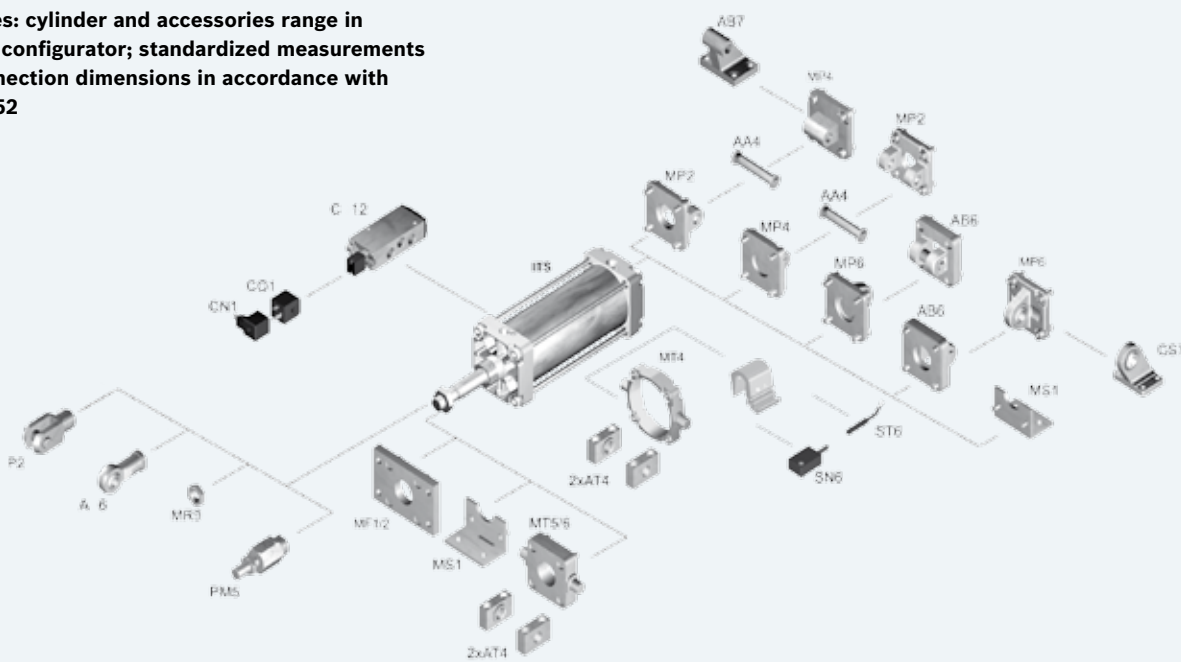 es: cylinder and accessories range in
configurator; standardized measurements
nection dimensions in accordance with
52
AB7
MP4
MP2
AA4
MP2
AA4
C 12
MP4
AB6
ITS
MP6
MP6
CO1
CN1
AB6
MT4
MS1
ST6
P2
2xAT4
SN6
A 6
MF1/2
MT5/6
MS1
PM5
2xAT4